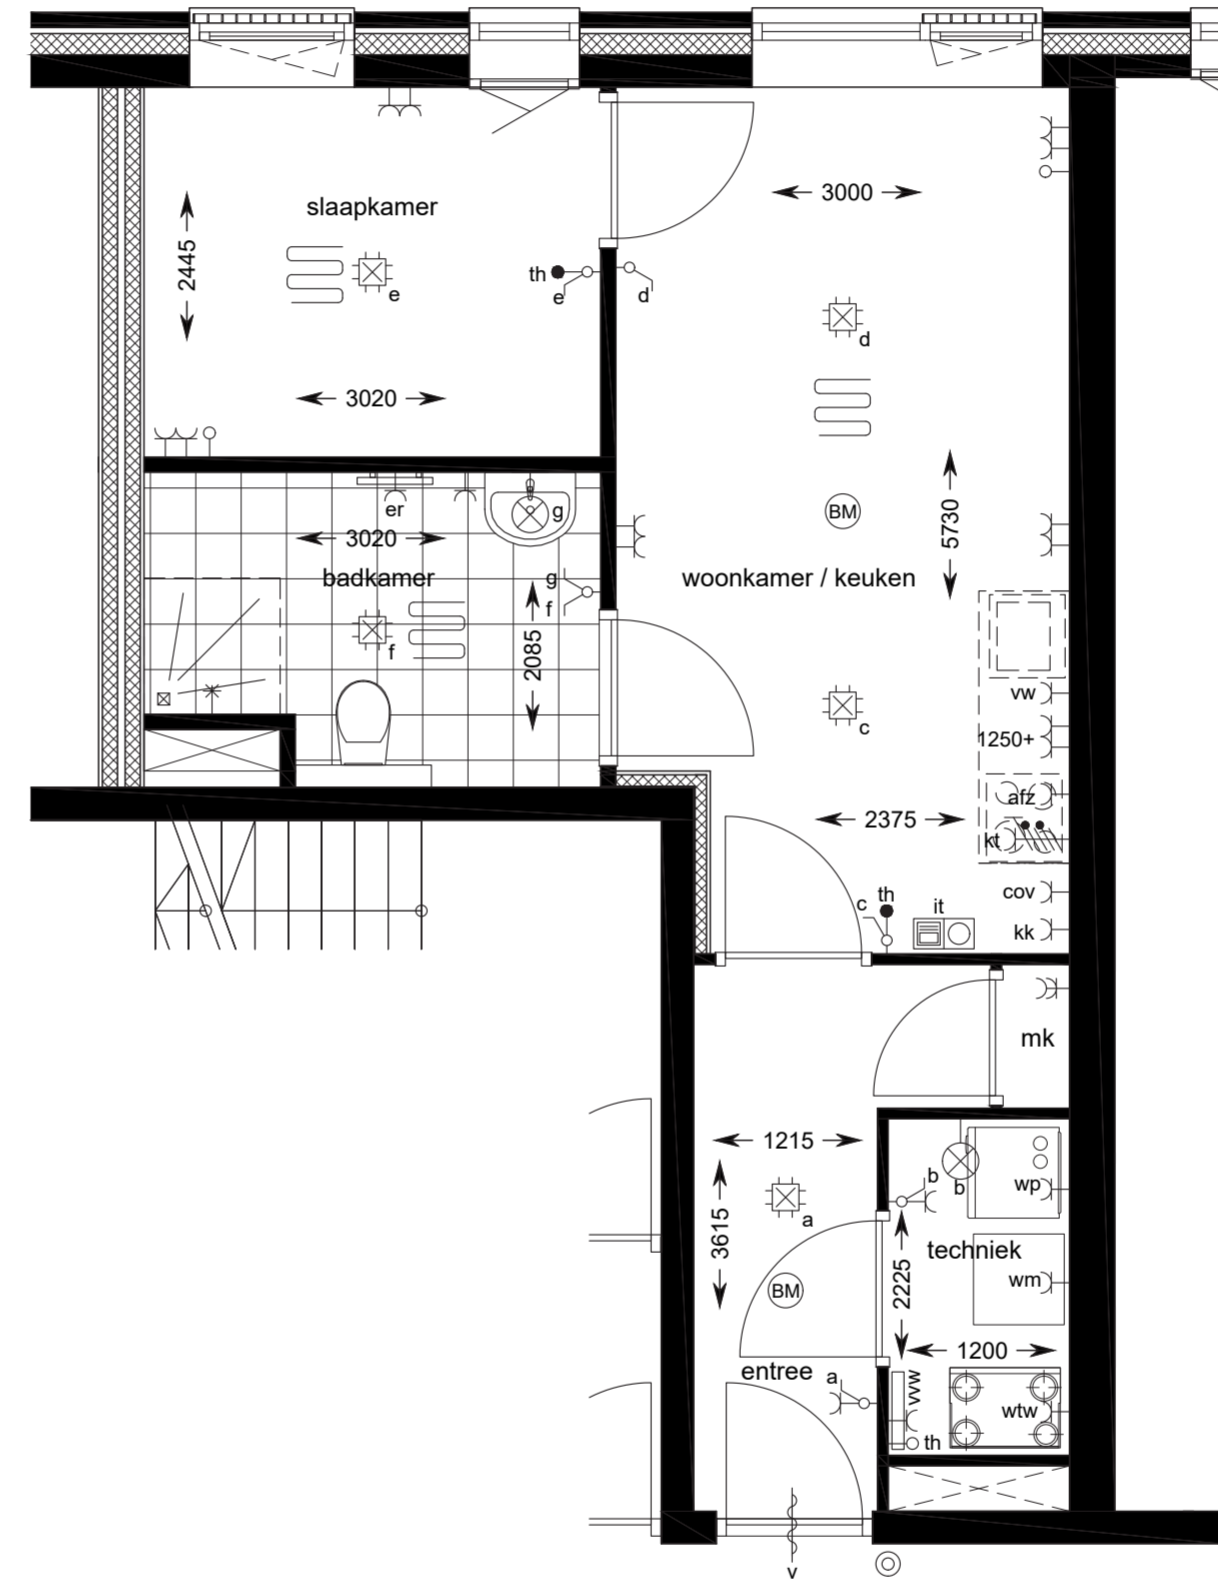 3000
slaapkamer
2445
e
th
e
d
d
3020
er
g
BM
5730
3020
badkamer
g
f
woonkamer / keuken
f
2085
vw
c
1250+
afz
2375
kt
c
th
it
cov
kk
mk
1215
b
b
wp
a
3615
techniek
2225
wm
BM
1200
entree
a
vvw
wtw
th
v